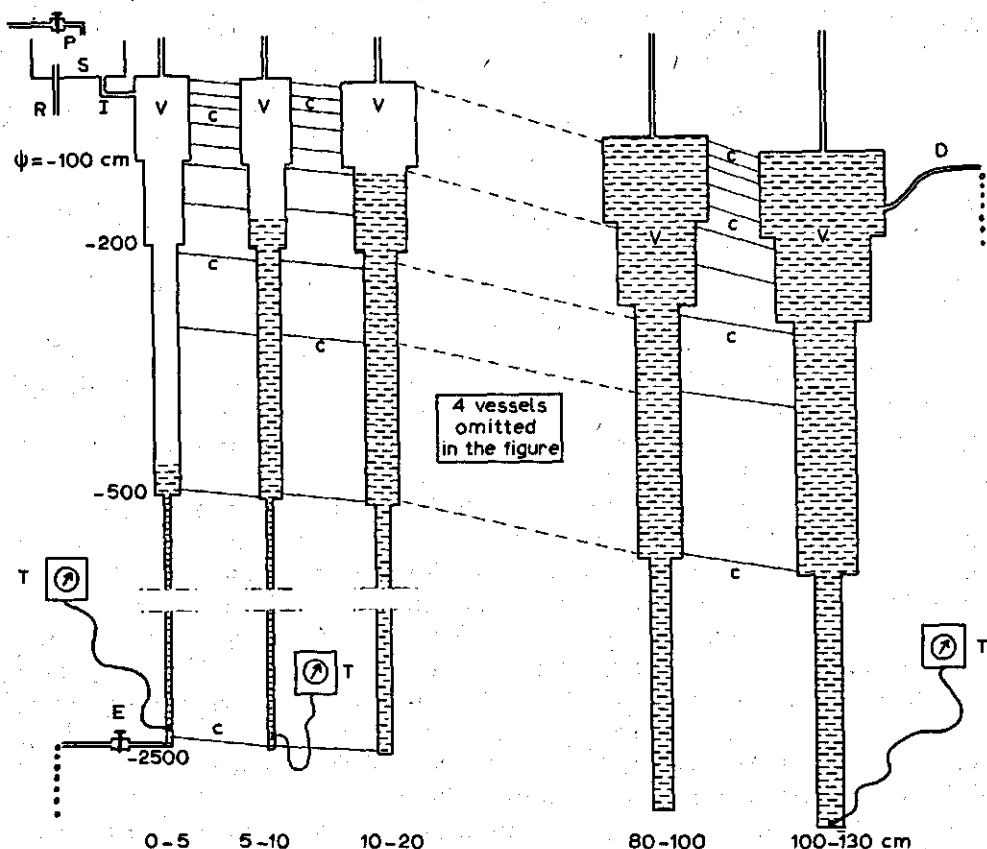 P
S
R
I
V
c
V
c
V
ψ=-100 cm
-200
c
c
-500
T
E
c
-2500
T
4 vessels
omitted
in the figure
c
D
c
V
V
c
c
T
0-5
5-10
10-20
80-100
100-130 cm